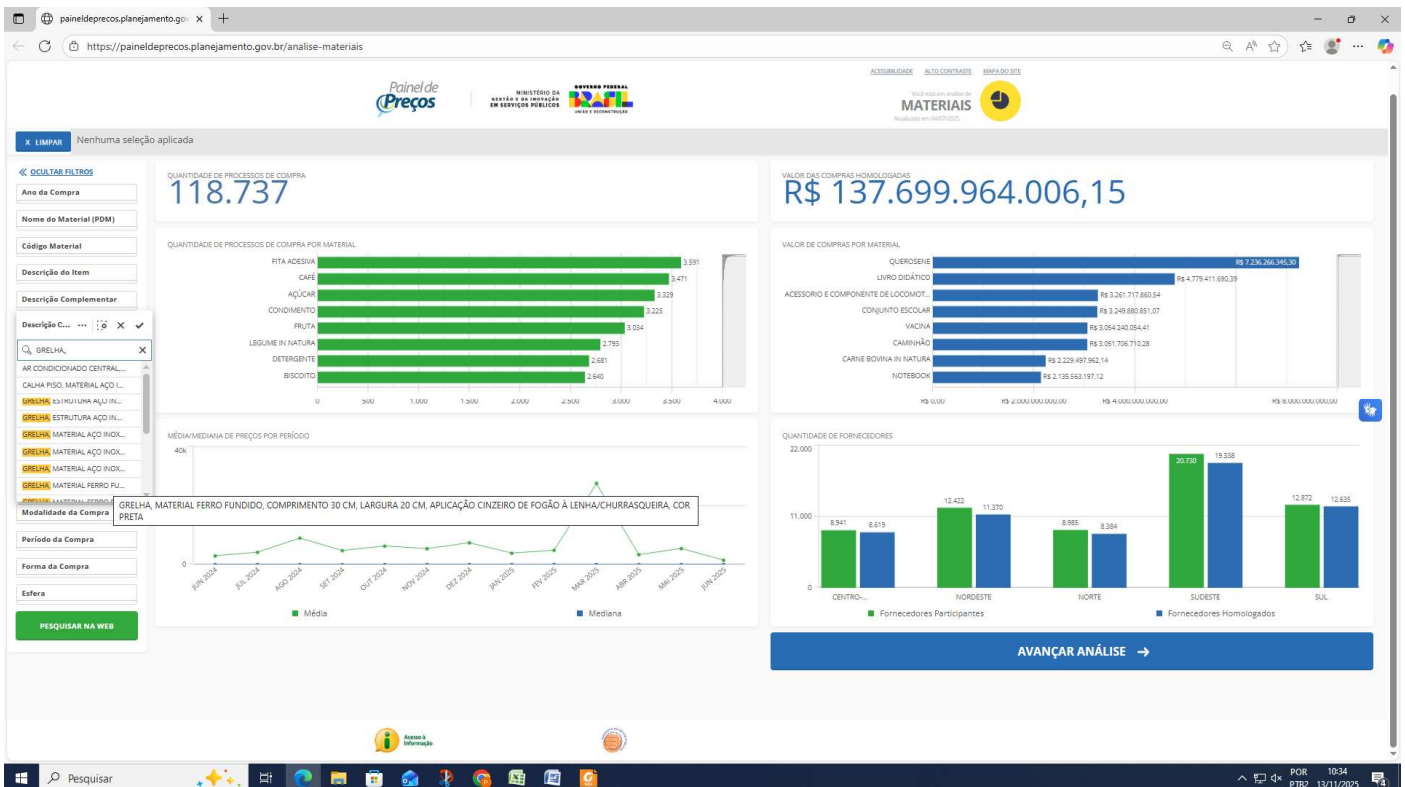 paineldeprecos.planejamento.gov
https://paineldeprecos.planejamento.gov.br/analise-materiais
ACESSIBILIDADE ALTO CONTRASTE MAPA DO SITE
Painel de
Preços
MINISTÉRIO DA
GESTÃO E DA INOVAÇÃO
EM SERVIÇOS PÚBLICOS
GOVERNO FEDERAL
BRASIL
UNIÃO E RECONSTRUÇÃO
Você está em análise de
MATERIAIS
Atualizado em 04/07/2025
X LIMPAR Nenhuma seleção aplicada
OCULTAR FILTROS
Ano da Compra
Nome do Material (PDM)
Código Material
Descrição do Item
Descrição Complementar
Descrição C... ...
GRELHA,
AR CONDICIONADO CENTRAL,...
CALHA PISO, MATERIAL AÇO I...
GRELHA, ESTRUTURA AÇO IN...
GRELHA, ESTRUTURA AÇO IN...
GRELHA, MATERIAL AÇO INOX...
GRELHA, MATERIAL AÇO INOX...
GRELHA, MATERIAL AÇO INOX...
GRELHA, MATERIAL FERRO FU...
GRELHA, MATERIAL FERRO
GRELHA, MATERIAL FERRO FUNDIDO, COMPRIMENTO 30 CM, LARGURA 20 CM, APLICAÇÃO CINZEIRO DE FOGÃO À LENHA/CHURRASQUEIRA, COR
PRETA
Modalidade da Compra
Período da Compra
Forma da Compra
Esfera
PESQUISAR NA WEB
QUANTIDADE DE PROCESSOS DE COMPRA
118.737
VALOR DAS COMPRAS HOMOLOGADAS
R$ 137.699.964.006,15
QUANTIDADE DE PROCESSOS DE COMPRA POR MATERIAL
FITA ADESIVA 3.591
CAFÉ 3.471
AÇÚCAR 3.329
CONDIMENTO 3.225
FRUTA 3.034
LEGUME IN NATURA 2.793
DETERGENTE 2.681
BISCOITO 2.640
0 500 1.000 1.500 2.000 2.500 3.000 3.500 4.000
VALOR DE COMPRAS POR MATERIAL
QUEROSENE R$ 7.236.266.345,30
LIVRO DIDÁTICO R$ 4.779.411.690,39
ACESSORIO E COMPONENTE DE LOCOMOT... R$ 3.261.717.860,54
CONJUNTO ESCOLAR R$ 3.249.880.851,07
VACINA R$ 3.054.240.054,41
CAMINHÃO R$ 3.051.706.710,28
CARNE BOVINA IN NATURA R$ 2.229.497.962,14
NOTEBOOK R$ 2.135.563.197,12
R$ 0,00 R$ 2.000.000.000,00 R$ 4.000.000.000,00 R$ 8.000.000.000,00
MÉDIA/MEDIANA DE PREÇOS POR PERÍODO
40k
0
JUN 2024 JUL 2024 AGO 2024 SET 2024 OUT 2024 NOV 2024 DEZ 2024 JAN 2025 FEV 2025 MAR 2025 ABR 2025 MAI 2025 JUN 2025
Média Mediana
QUANTIDADE DE FORNECEDORES
22.000
11.000
0
8.941 8.619 12.422 11.370 8.985 8.384 20.730 19.338 12.872 12.635
CENTRO-... NORDESTE NORTE SUDESTE SUL
Fornecedores Participantes Fornecedores Homologados
AVANÇAR ANÁLISE →
Acesso à
Informação
Pesquisar
POR 10:34
PTB2 13/11/2025